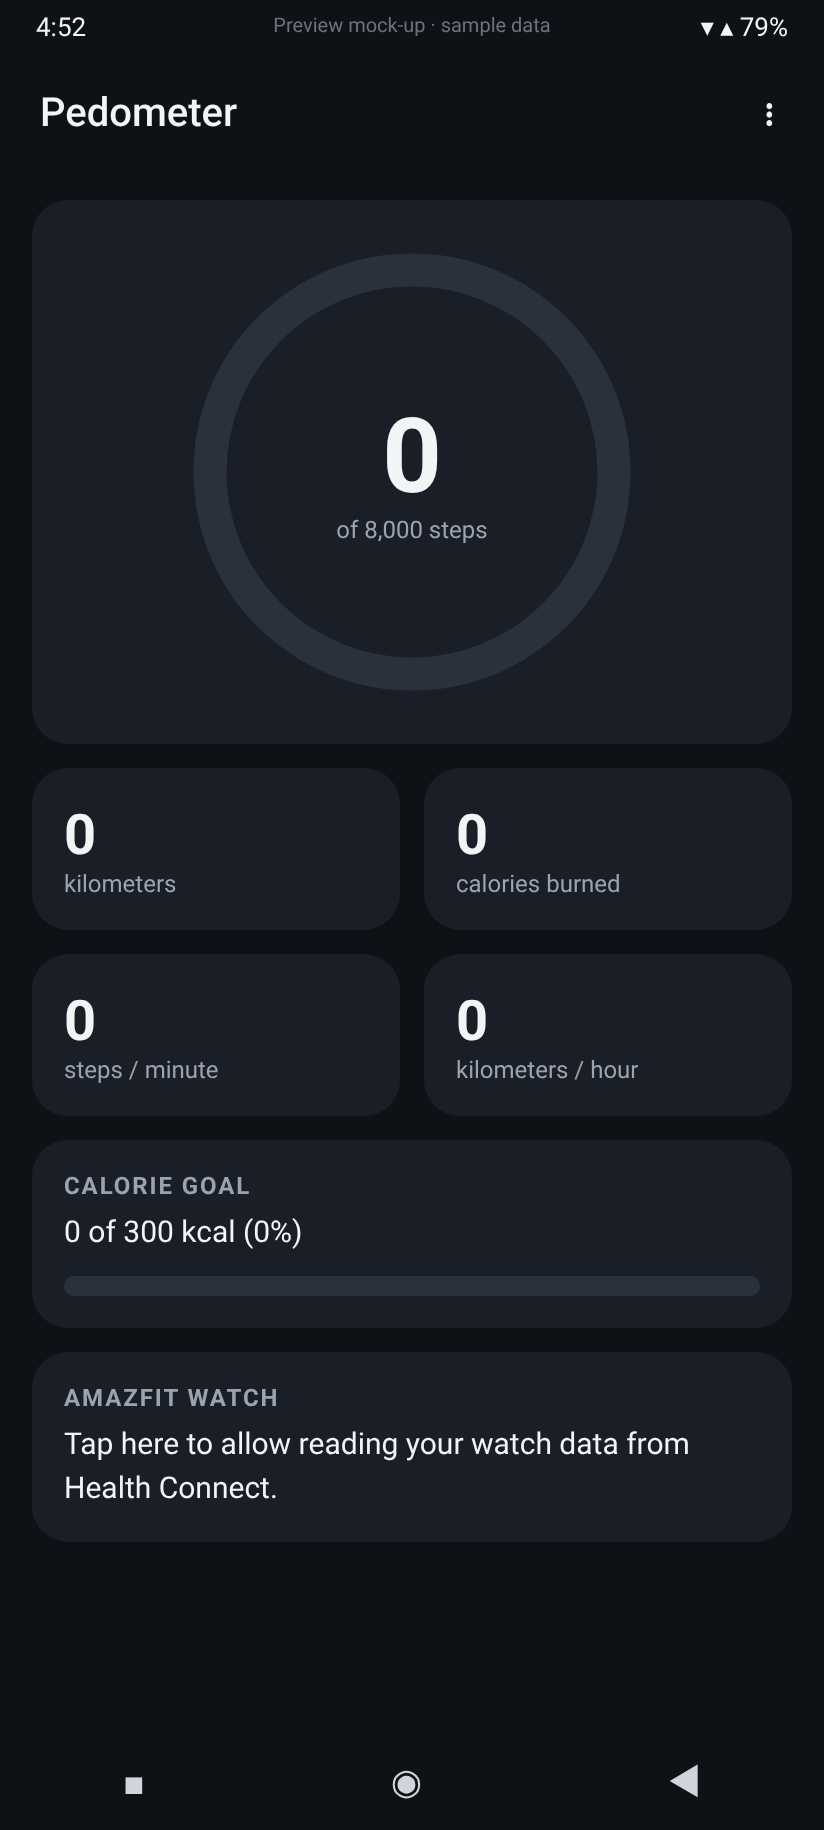 4:52
Preview mock-up · sample data
79%
Pedometer
0
of 8,000 steps
0
kilometers
0
calories burned
0
steps / minute
0
kilometers / hour
CALORIE GOAL
0 of 300 kcal (0%)
AMAZFIT WATCH
Tap here to allow reading your watch data from
Health Connect.